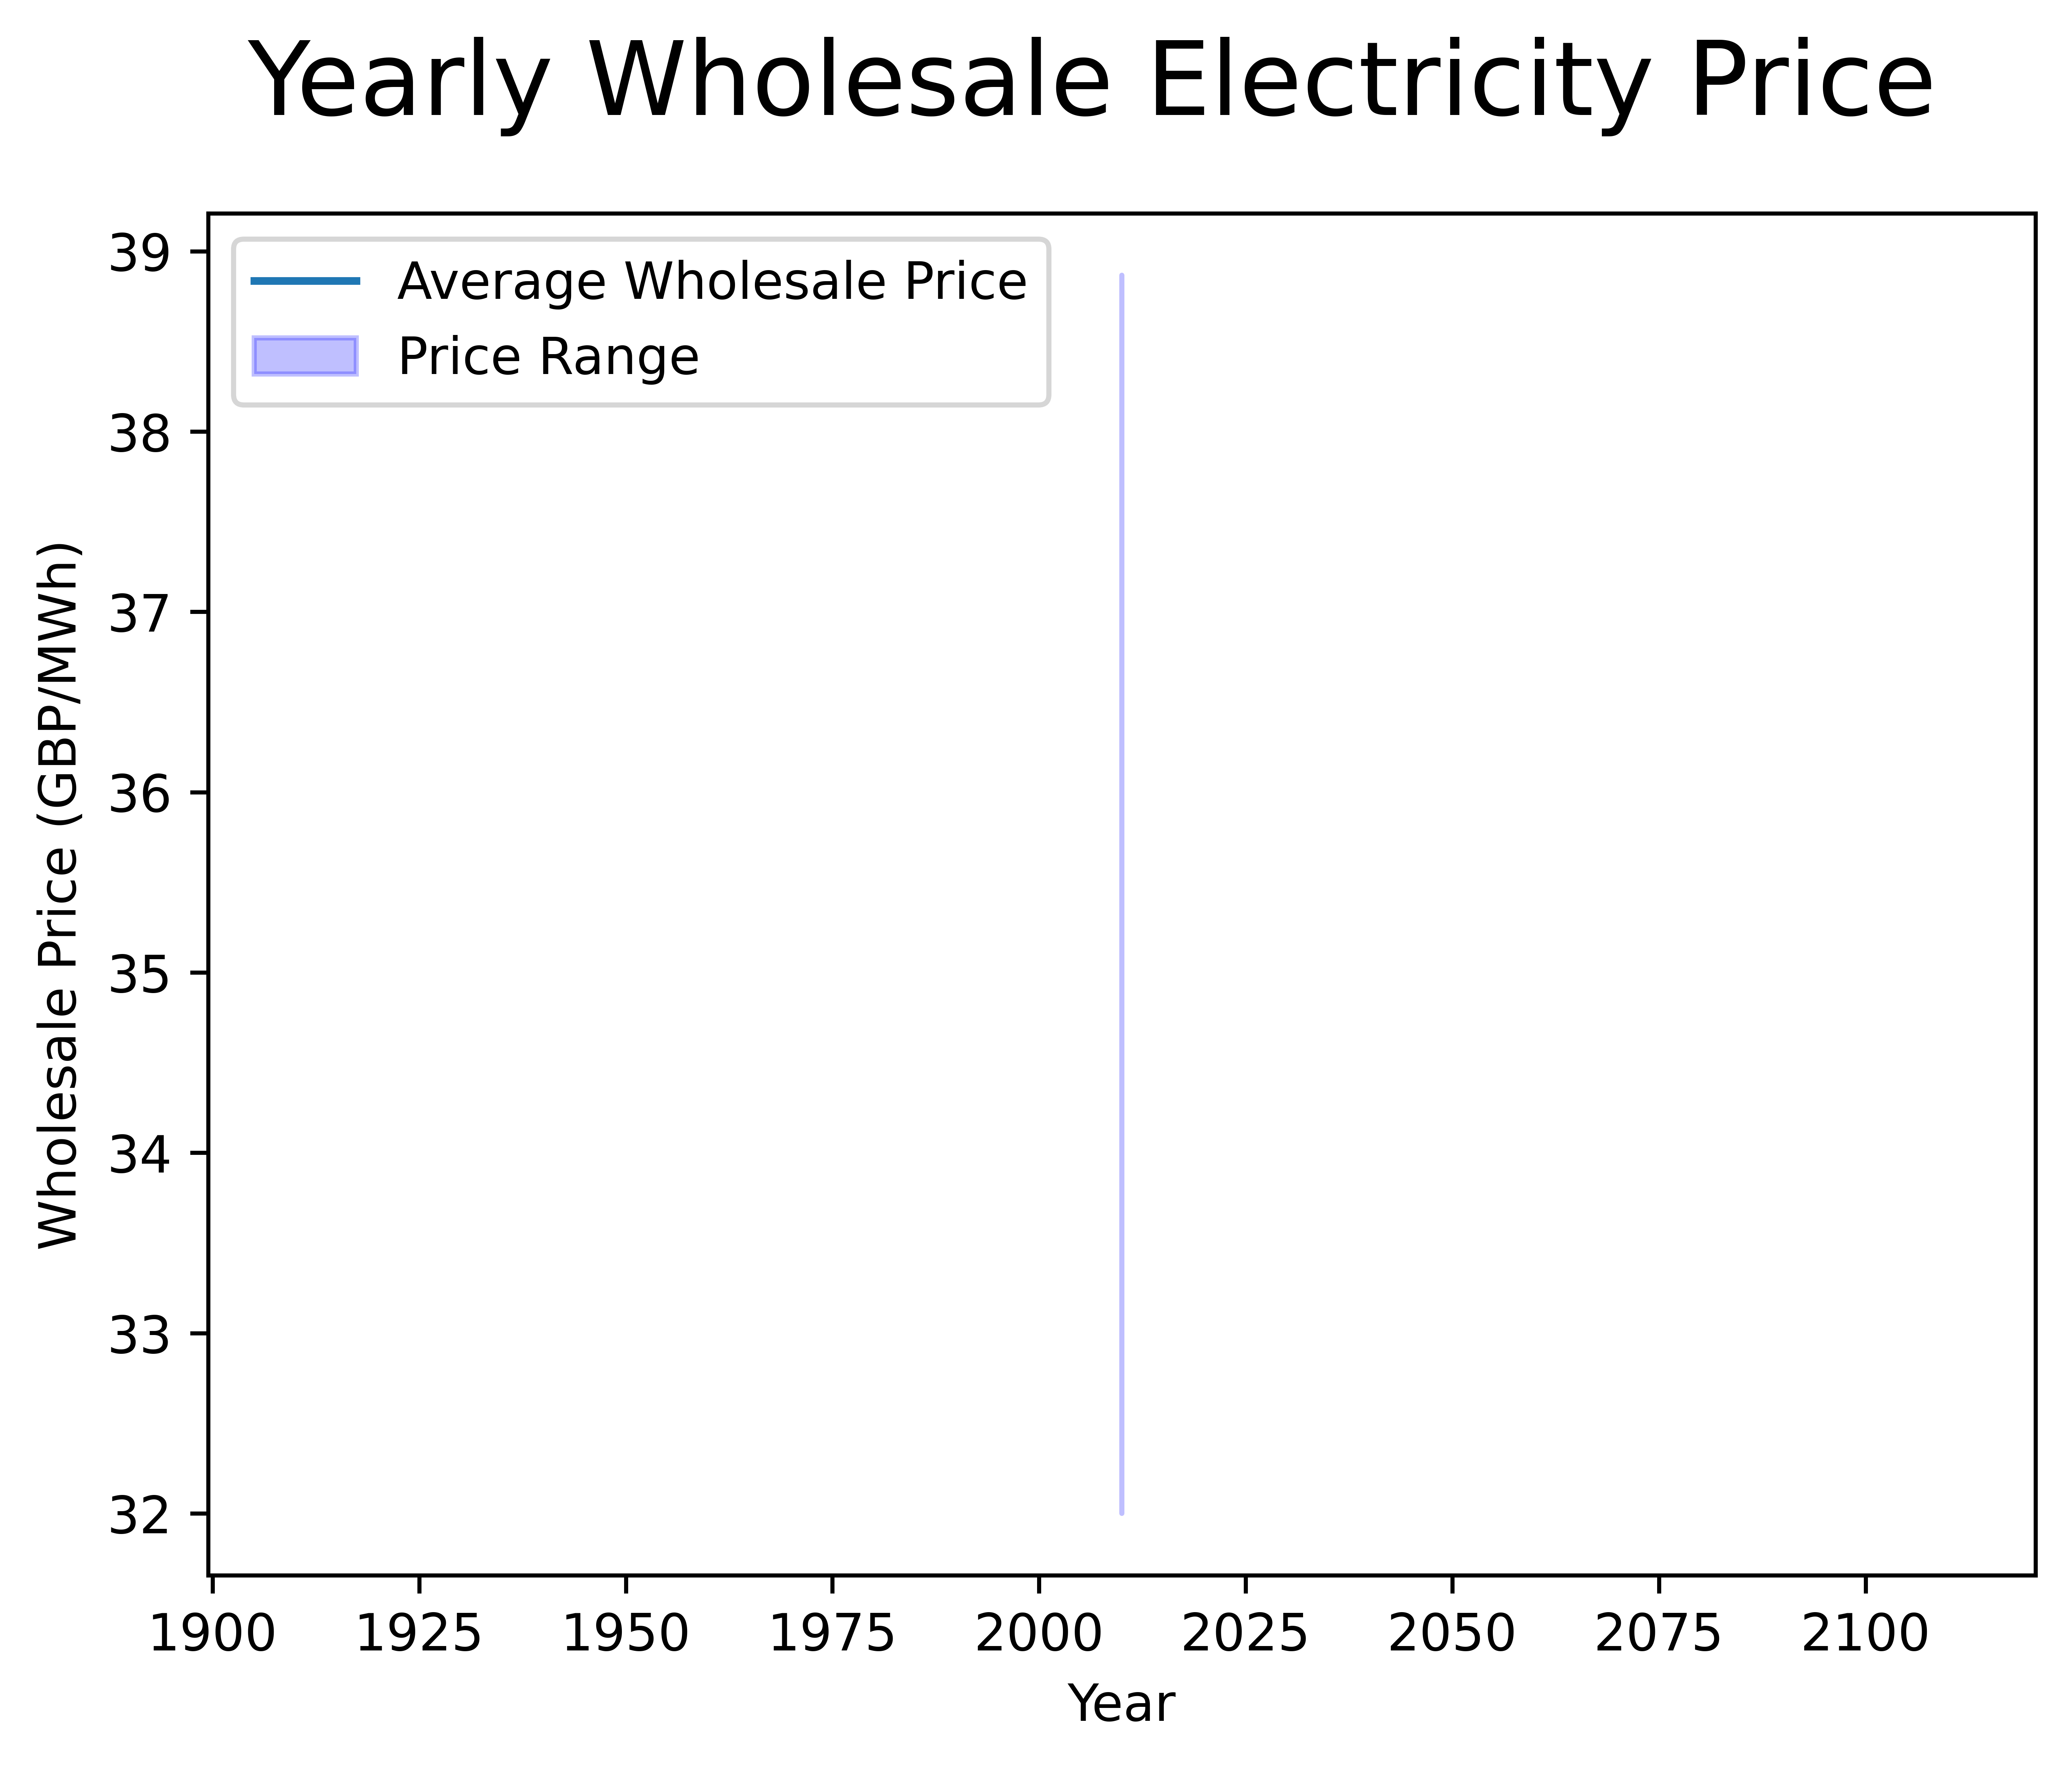 Yearly Wholesale Electricity Price
Average Wholesale Price
Price Range
Wholesale Price (GBP/MWh)
39
38
37
36
35
34
33
32
1900 1925 1950 1975 2000 2025 2050 2075 2100
Year